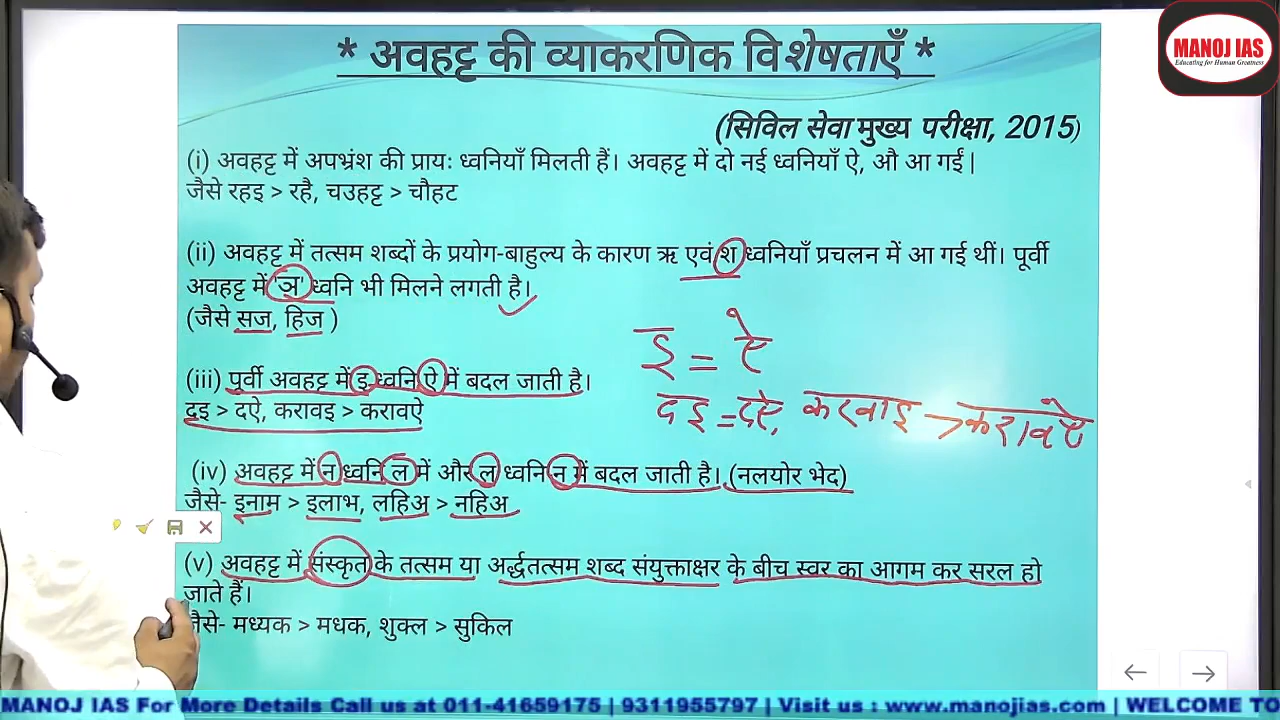 * अवहट्ट की व्याकरणिक विशेषताएँ *
MANOJ IAS
Educating for Human Greatness
(सिविल सेवा मुख्य परीक्षा, 2015)
(i) अवहट्ट में अपभ्रंश की प्रायः ध्वनियाँ मिलती हैं। अवहट्ट में दो नई ध्वनियाँ ऐ, औ आ गईं |
जैसे रहइ > रहै, चउहट्ट > चौहट
(ii) अवहट्ट में तत्सम शब्दों के प्रयोग-बाहुल्य के कारण ऋ एवं श ध्वनियाँ प्रचलन में आ गई थीं। पूर्वी
अवहट्ट में 'ञ' ध्वनि भी मिलने लगती है।
(जैसे सज, हिज )
इ = ऐ
(iii) पूर्वी अवहट्ट में इ ध्वनि ऐ में बदल जाती है।
दइ > दऐ, करावइ > करावऐ
दइ = दऐ, करवाइ > करावऐ
(iv) अवहट्ट में न ध्वनि ल में और ल ध्वनि न में बदल जाती है। (नलयोर भेद)
जैसे- इनाम > इलाभ, लहिअ > नहिअ
(v) अवहट्ट में संस्कृत के तत्सम या अर्द्धतत्सम शब्द संयुक्ताक्षर के बीच स्वर का आगम कर सरल हो
जाते हैं।
जैसे- मध्यक > मधक, शुक्ल > सुकिल
MANOJ IAS For More Details Call us at 011-41659175 | 9311955797 | Visit us : www.manojias.com | WELCOME TO